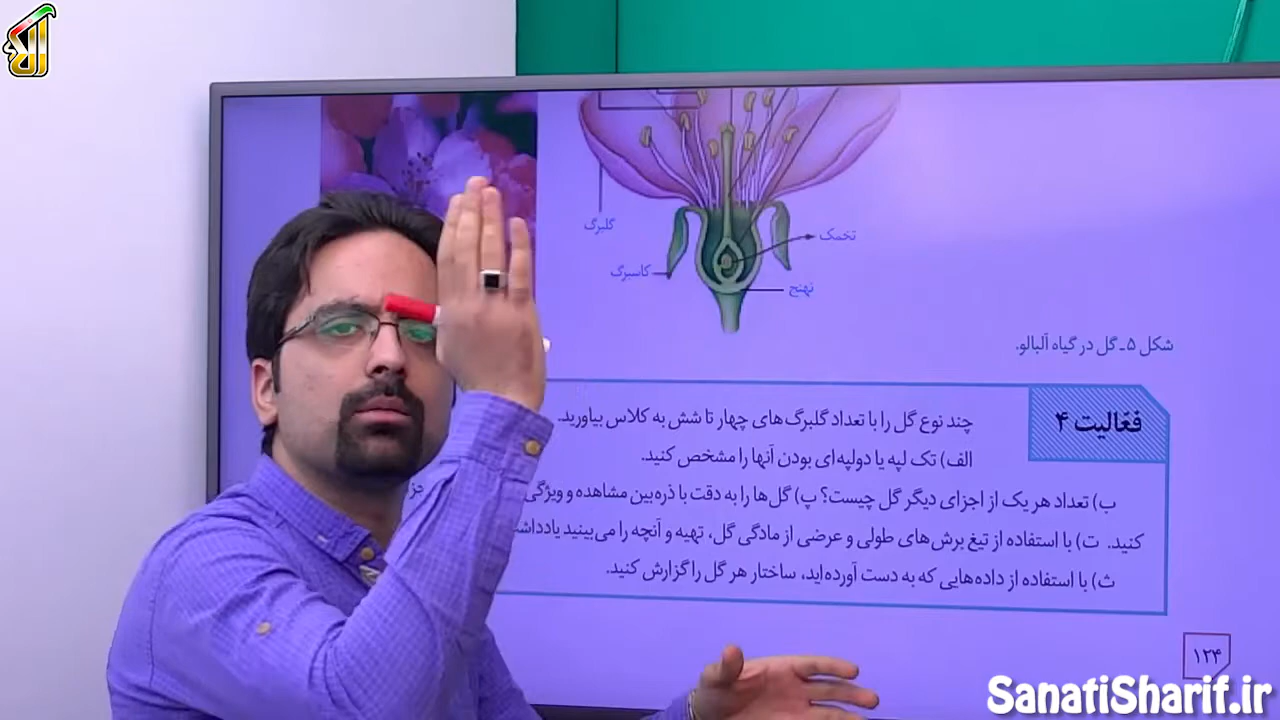 گلبرگ
تخمک
کاسبرگ
نهنج
شکل ۵ـ گل در گیاه آلبالو.
فعّالیت ۴
چند نوع گل را با تعداد گلبرگ‌های چهار تا شش به کلاس بیاورید.
الف) تک لپه یا دولپه‌ای بودن آنها را مشخص کنید.
ب) تعداد هر یک از اجزای دیگر گل چیست؟ پ) گل‌ها را به دقت با ذره‌بین مشاهده و ویژگی
کنید. ت) با استفاده از تیغ برش‌های طولی و عرضی از مادگی گل، تهیه و آنچه را می‌بینید
ث) با استفاده از داده‌هایی که به دست آورده‌اید، ساختار هر گل را گزارش کنید.
۱۲۴
SanatiSharif.ir